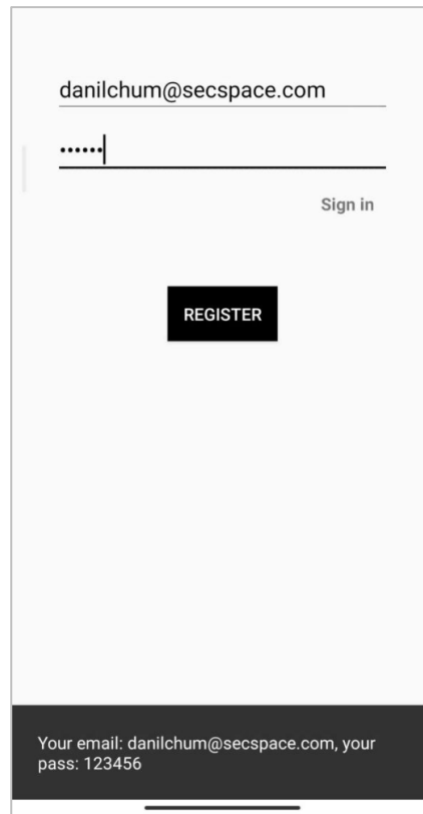 danilchum@secspace.com
••••••
Sign in
REGISTER
Your email: danilchum@secspace.com, your
pass: 123456